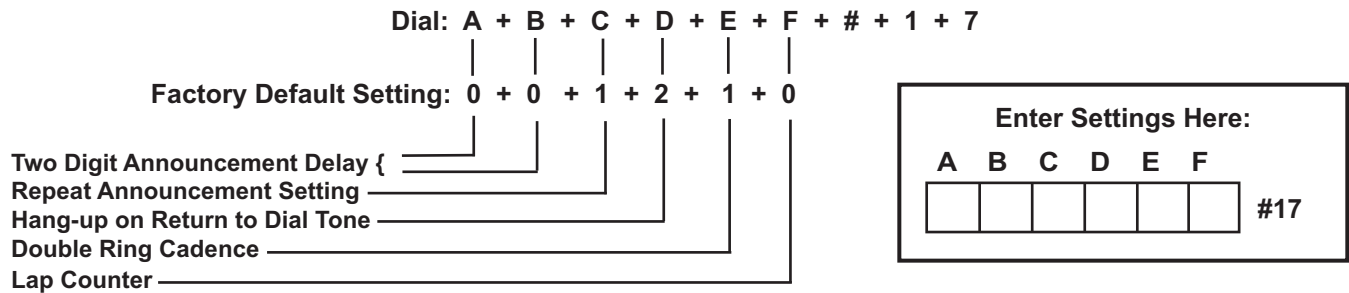 Dial: A + B + C + D + E + F + # + 1 + 7
Factory Default Setting: 0 + 0 + 1 + 2 + 1 + 0
Two Digit Announcement Delay {
Repeat Announcement Setting
Hang-up on Return to Dial Tone
Double Ring Cadence
Lap Counter
Enter Settings Here:
A B C D E F
#17